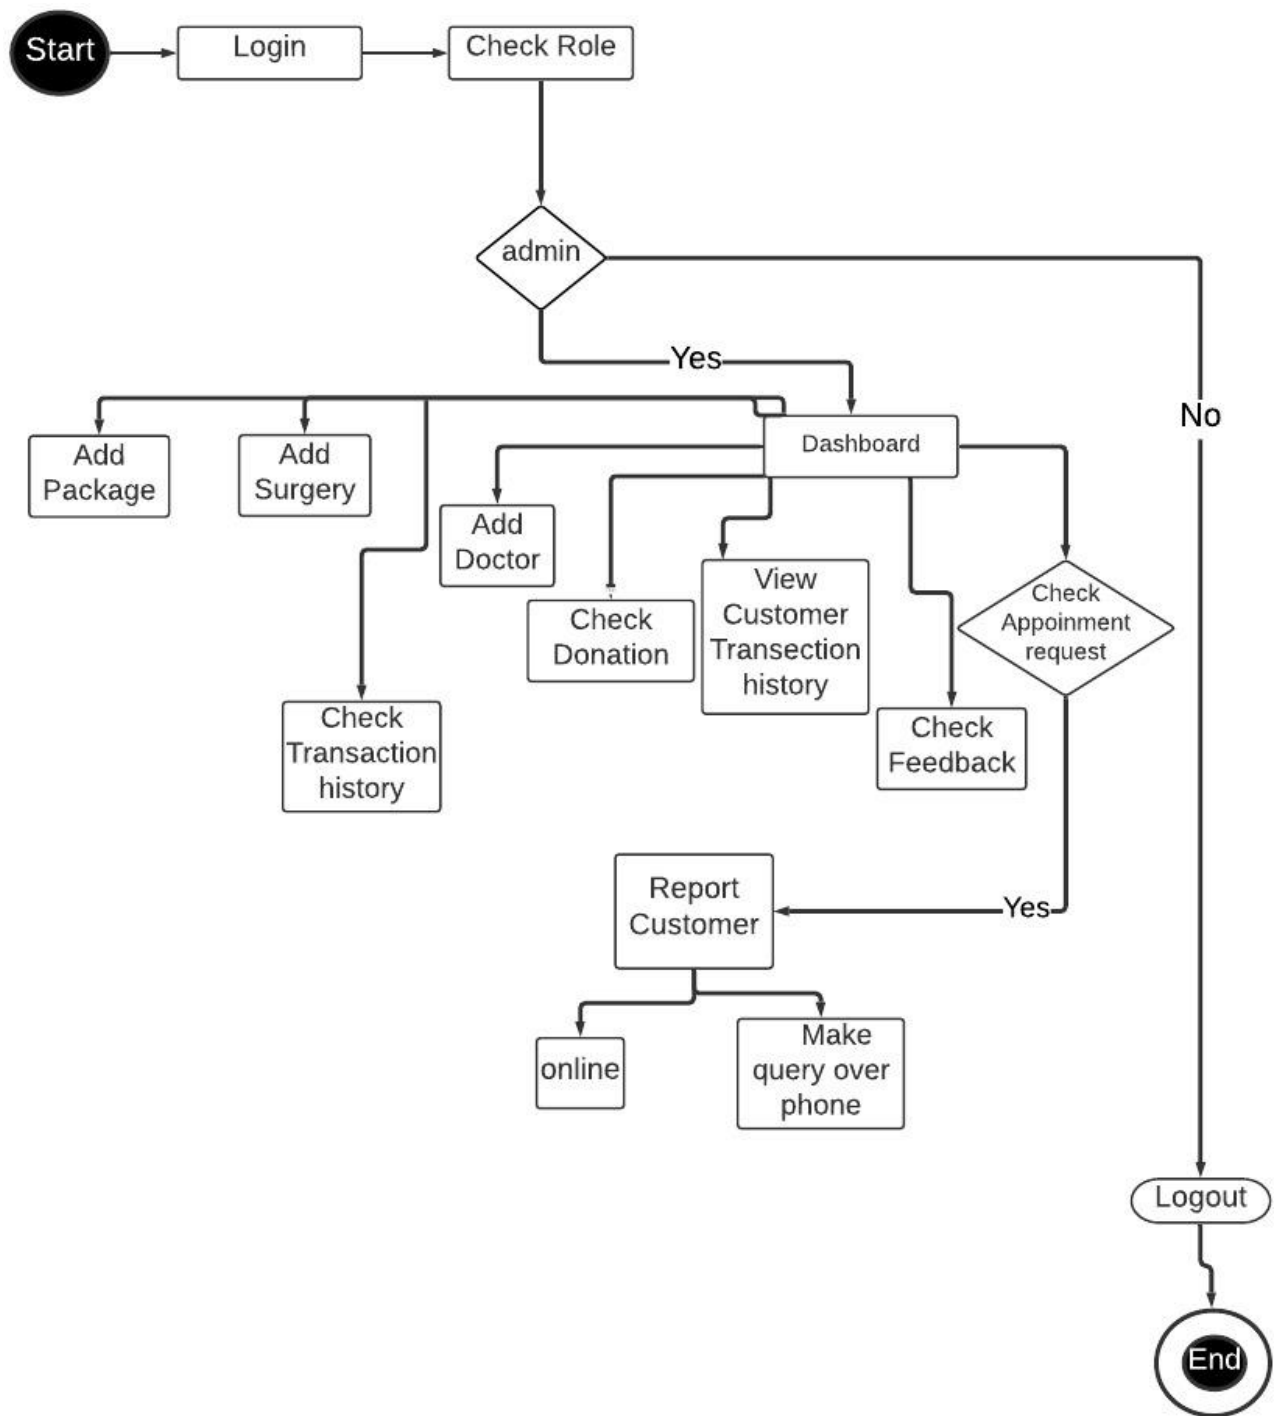 Start
Login
Check Role
admin
Yes
No
Dashboard
Add
Package
Add
Surgery
Add
Doctor
Check
Donation
View
Customer
Transection
history
Check
Appoinment
request
Check
Transaction
history
Check
Feedback
Report
Customer
Yes
online
Make
query over
phone
Logout
End